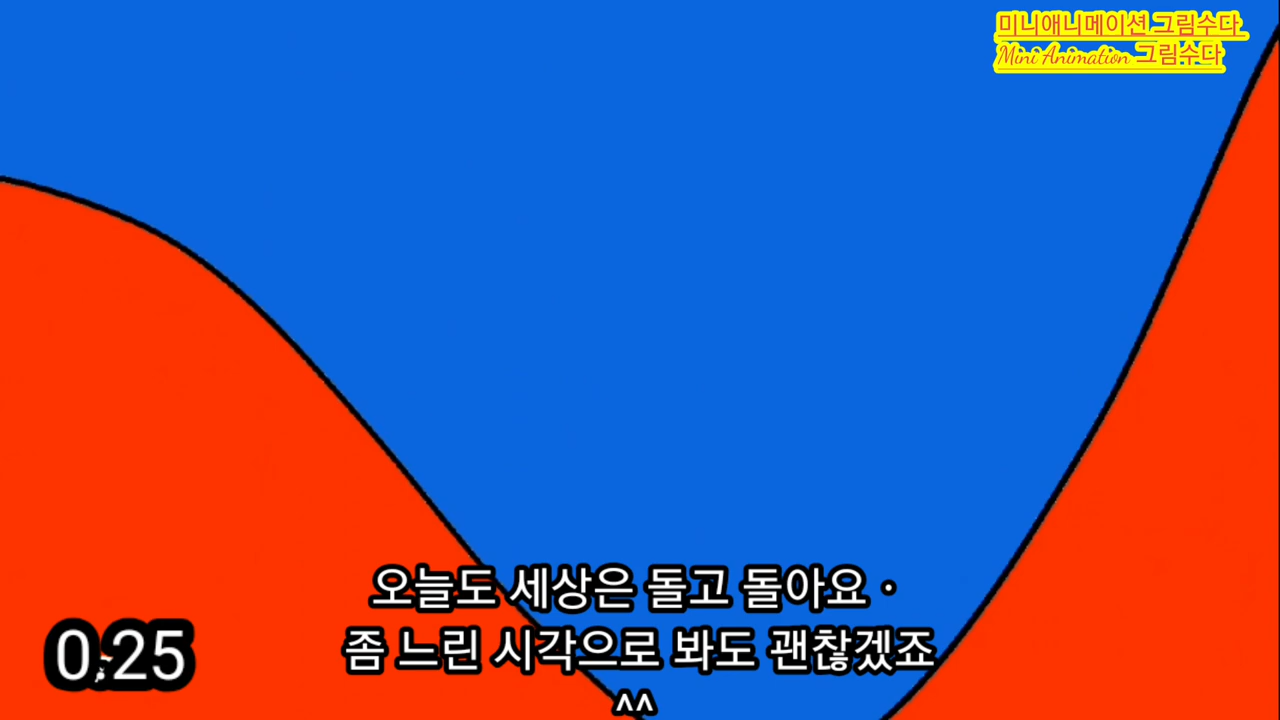 미니애니메이션 그림수다
Mini Animation 그림수다
오늘도 세상은 돌고 돌아요 ·
좀 느린 시각으로 봐도 괜찮겠죠
^^
0:25